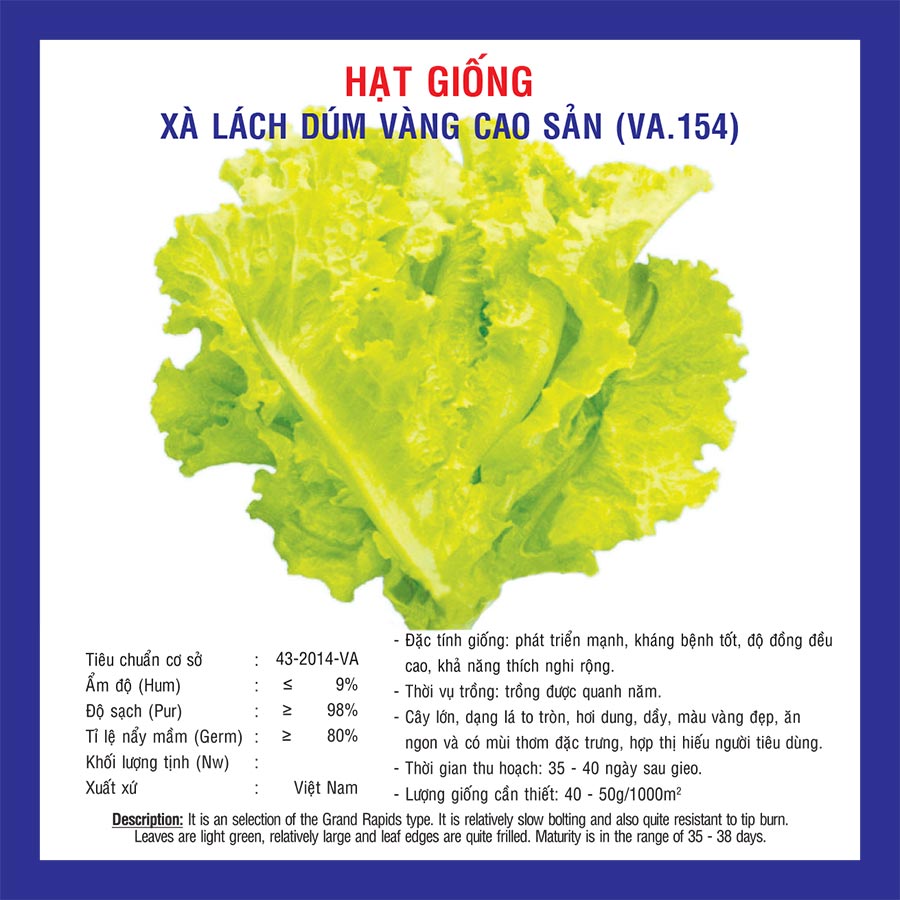 HẠT GIỐNG
XÀ LÁCH DÚM VÀNG CAO SẢN (VA.154)
Tiêu chuẩn cơ sở : 43-2014-VA
Ẩm độ (Hum) : ≤ 9%
Độ sạch (Pur) : ≥ 98%
Tỉ lệ nẩy mầm (Germ) : ≥ 80%
Khối lượng tịnh (Nw) :
Xuất xứ : Việt Nam
- Đặc tính giống: phát triển mạnh, kháng bệnh tốt, độ đồng đều
cao, khả năng thích nghi rộng.
- Thời vụ trồng: trồng được quanh năm.
- Cây lớn, dạng lá to tròn, hơi dung, dầy, màu vàng đẹp, ăn
ngon và có mùi thơm đặc trưng, hợp thị hiếu người tiêu dùng.
- Thời gian thu hoạch: 35 - 40 ngày sau gieo.
- Lượng giống cần thiết: 40 - 50g/1000m²
Description: It is an selection of the Grand Rapids type. It is relatively slow bolting and also quite resistant to tip burn.
Leaves are light green, relatively large and leaf edges are quite frilled. Maturity is in the range of 35 - 38 days.